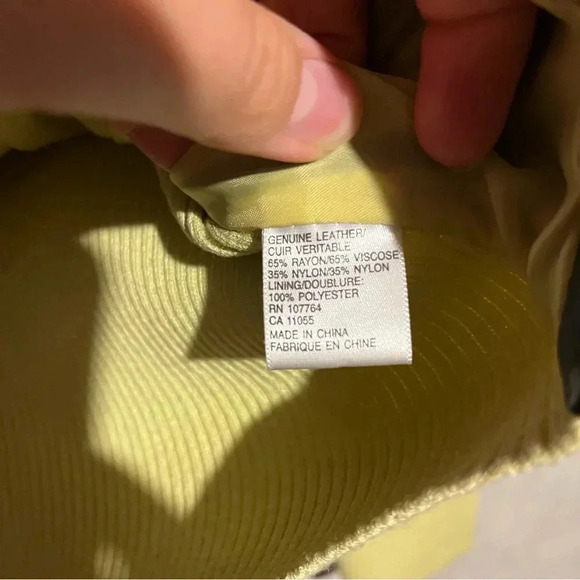 GENUINE LEATHER/
CUIR VERITABLE
65% RAYON/65% VISCOSE
35% NYLON/35% NYLON
LINING/DOUBLURE:
100% POLYESTER
RN 107764
CA 11055
MADE IN CHINA
FABRIQUE EN CHINE